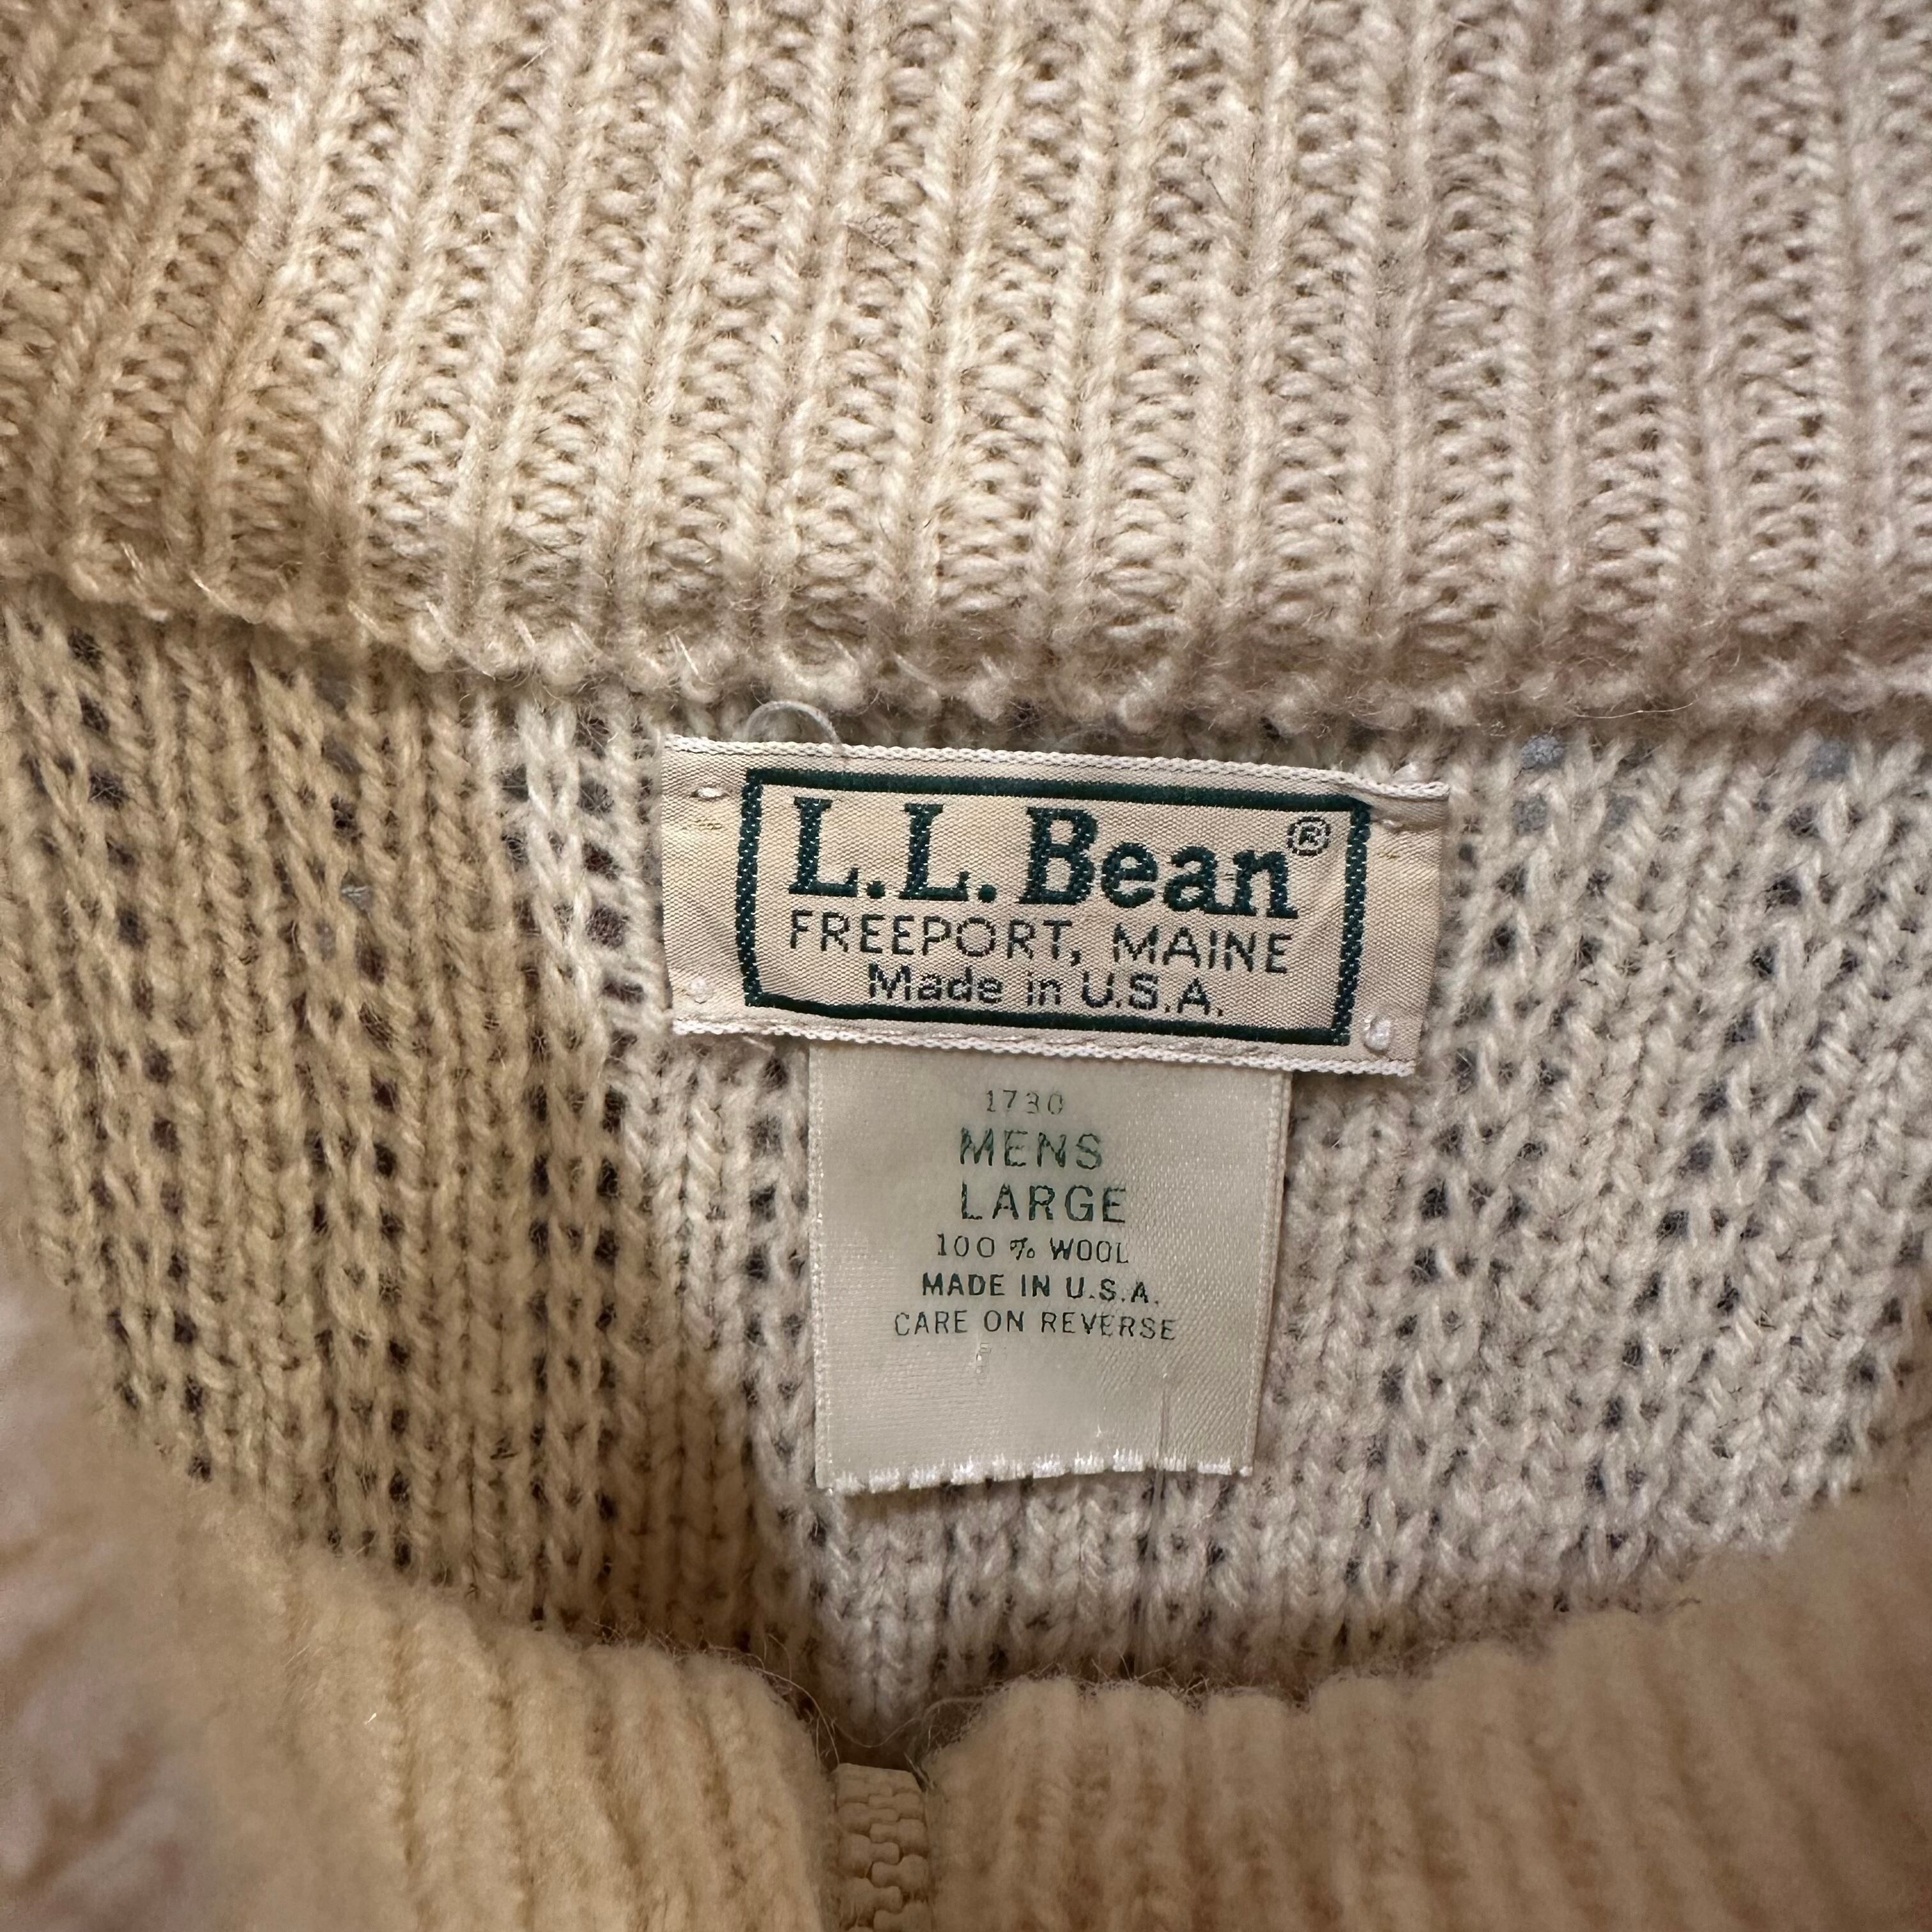 L.L.Bean®
FREEPORT, MAINE
Made in U.S.A.
1730
MENS
LARGE
100 % WOOL
MADE IN U.S.A.
CARE ON REVERSE